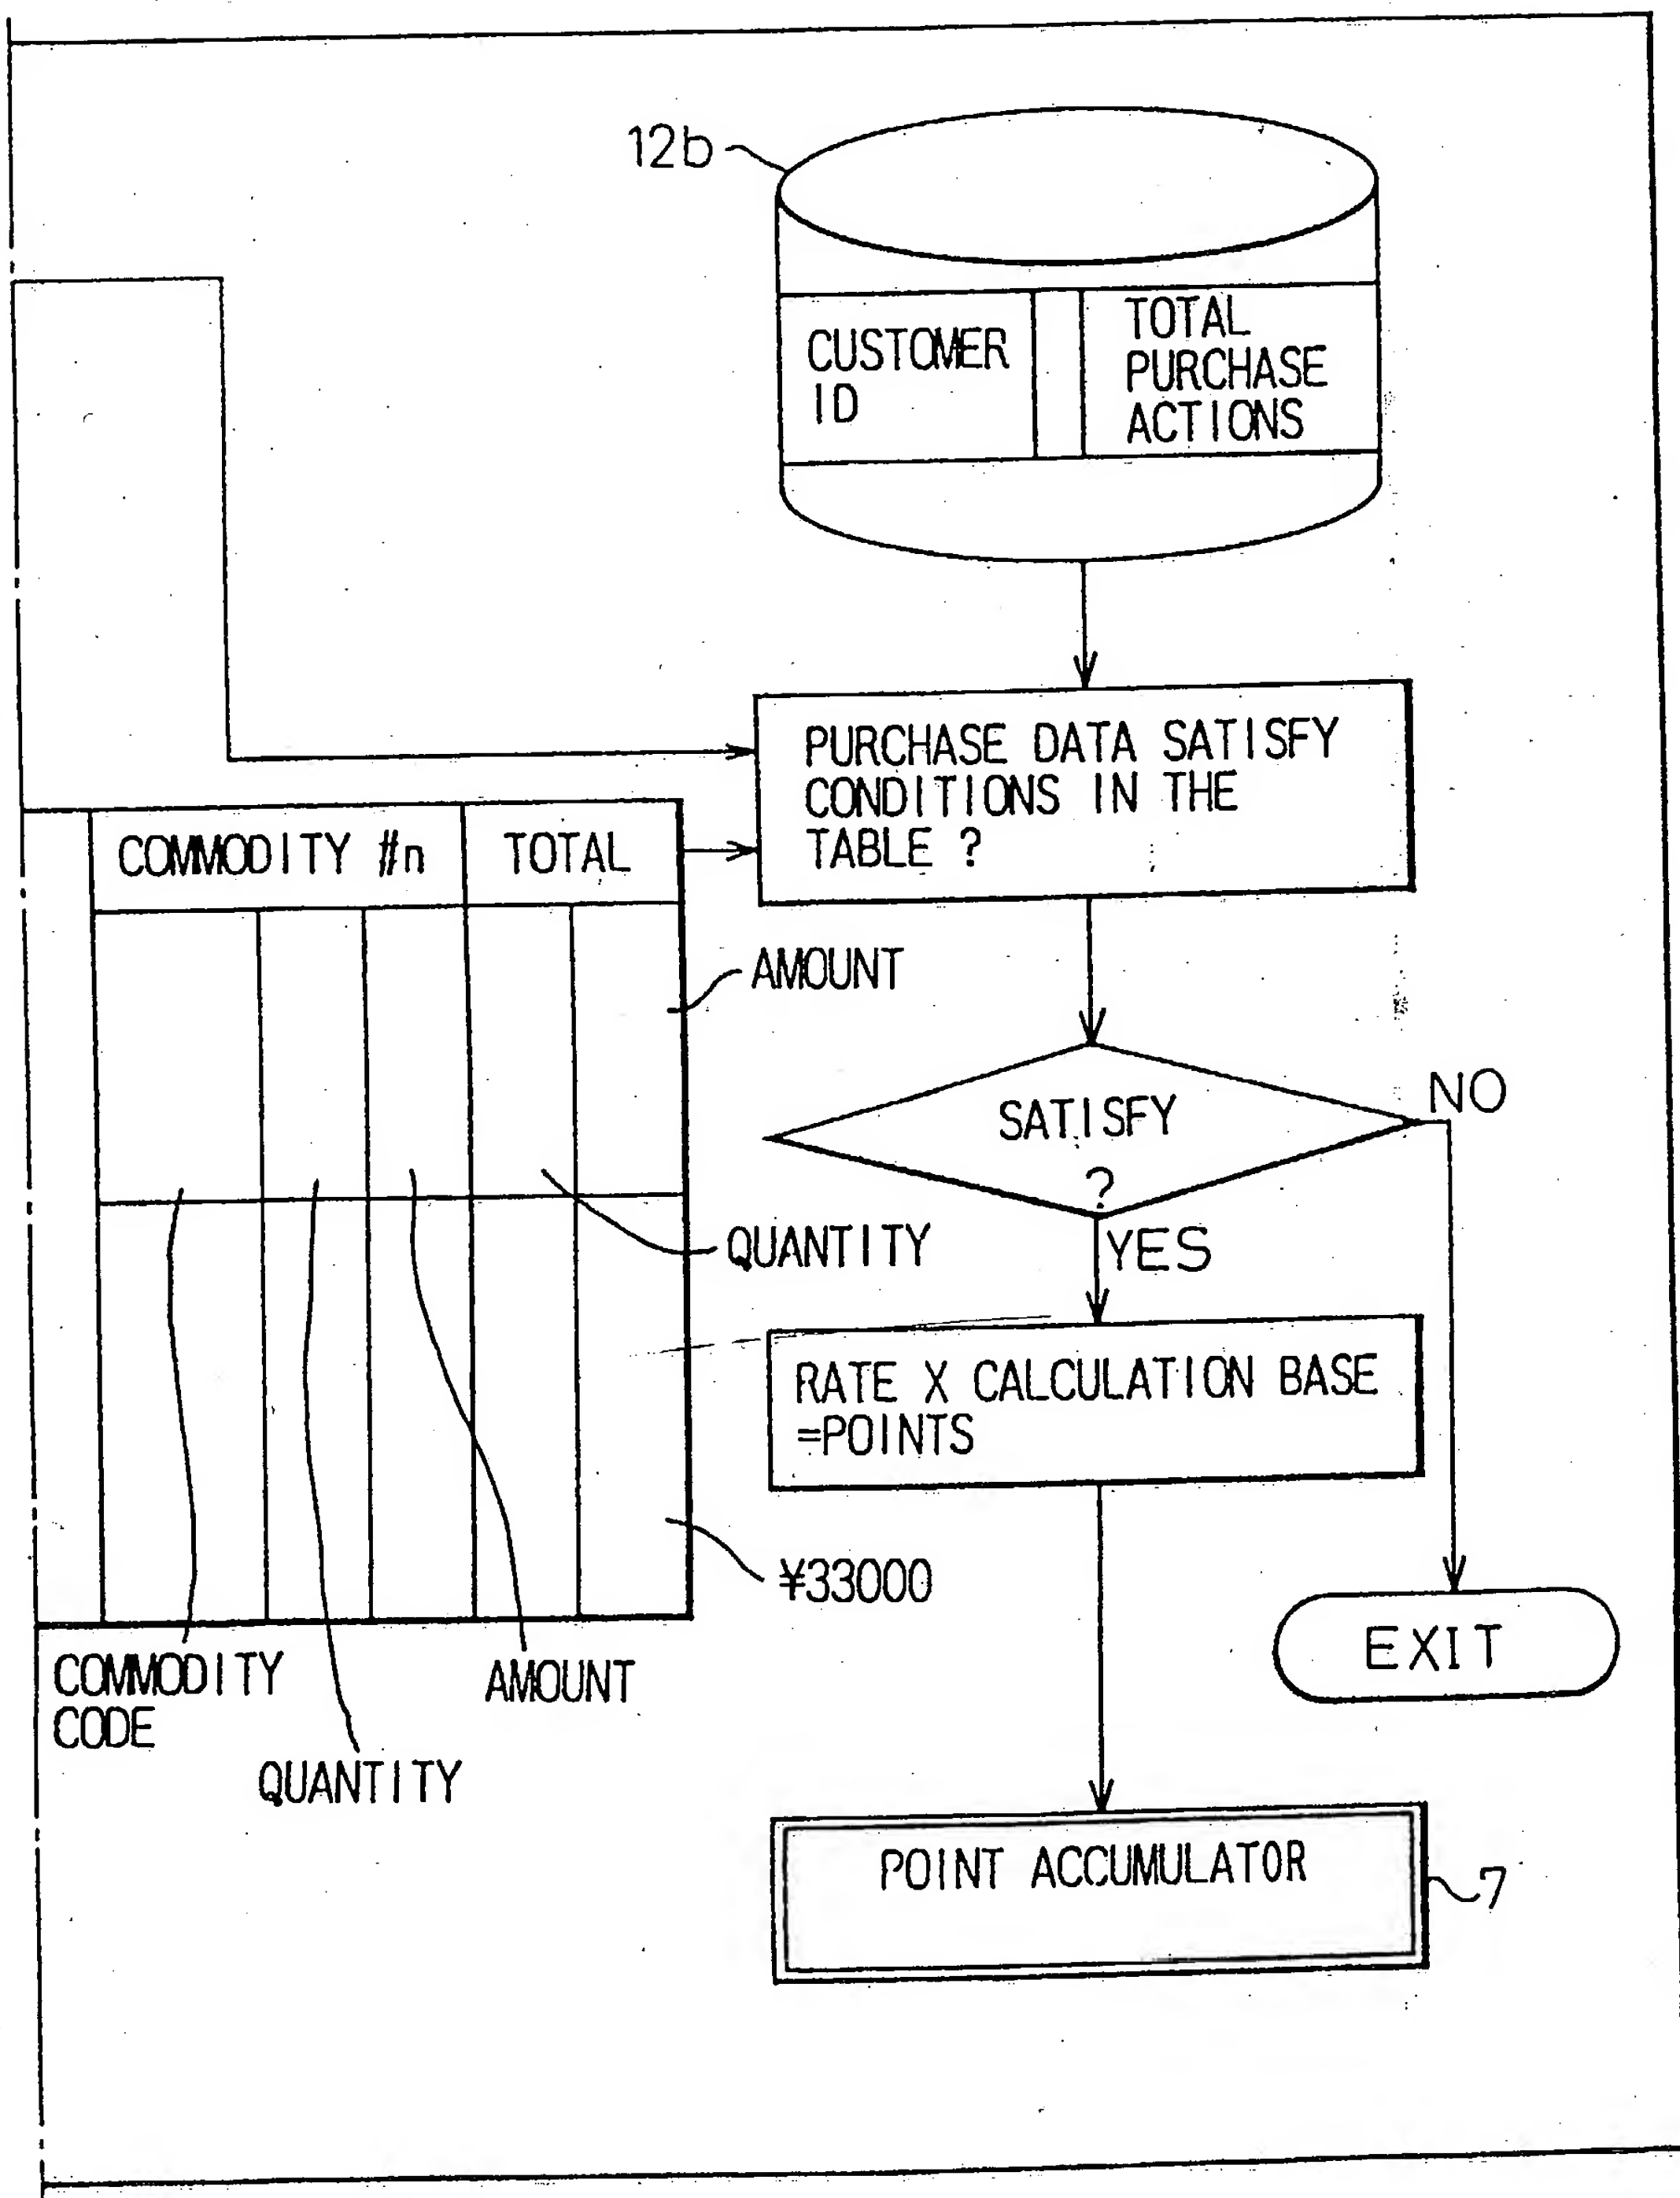 12b
CUSTOMER
ID
TOTAL
PURCHASE
ACTIONS
PURCHASE DATA SATISFY
CONDITIONS IN THE
TABLE ?
COMMODITY #n
TOTAL
AMOUNT
SATISFY
?
NO
QUANTITY
YES
RATE X CALCULATION BASE
=POINTS
¥33000
EXIT
COMMODITY
CODE
AMOUNT
QUANTITY
POINT ACCUMULATOR
7